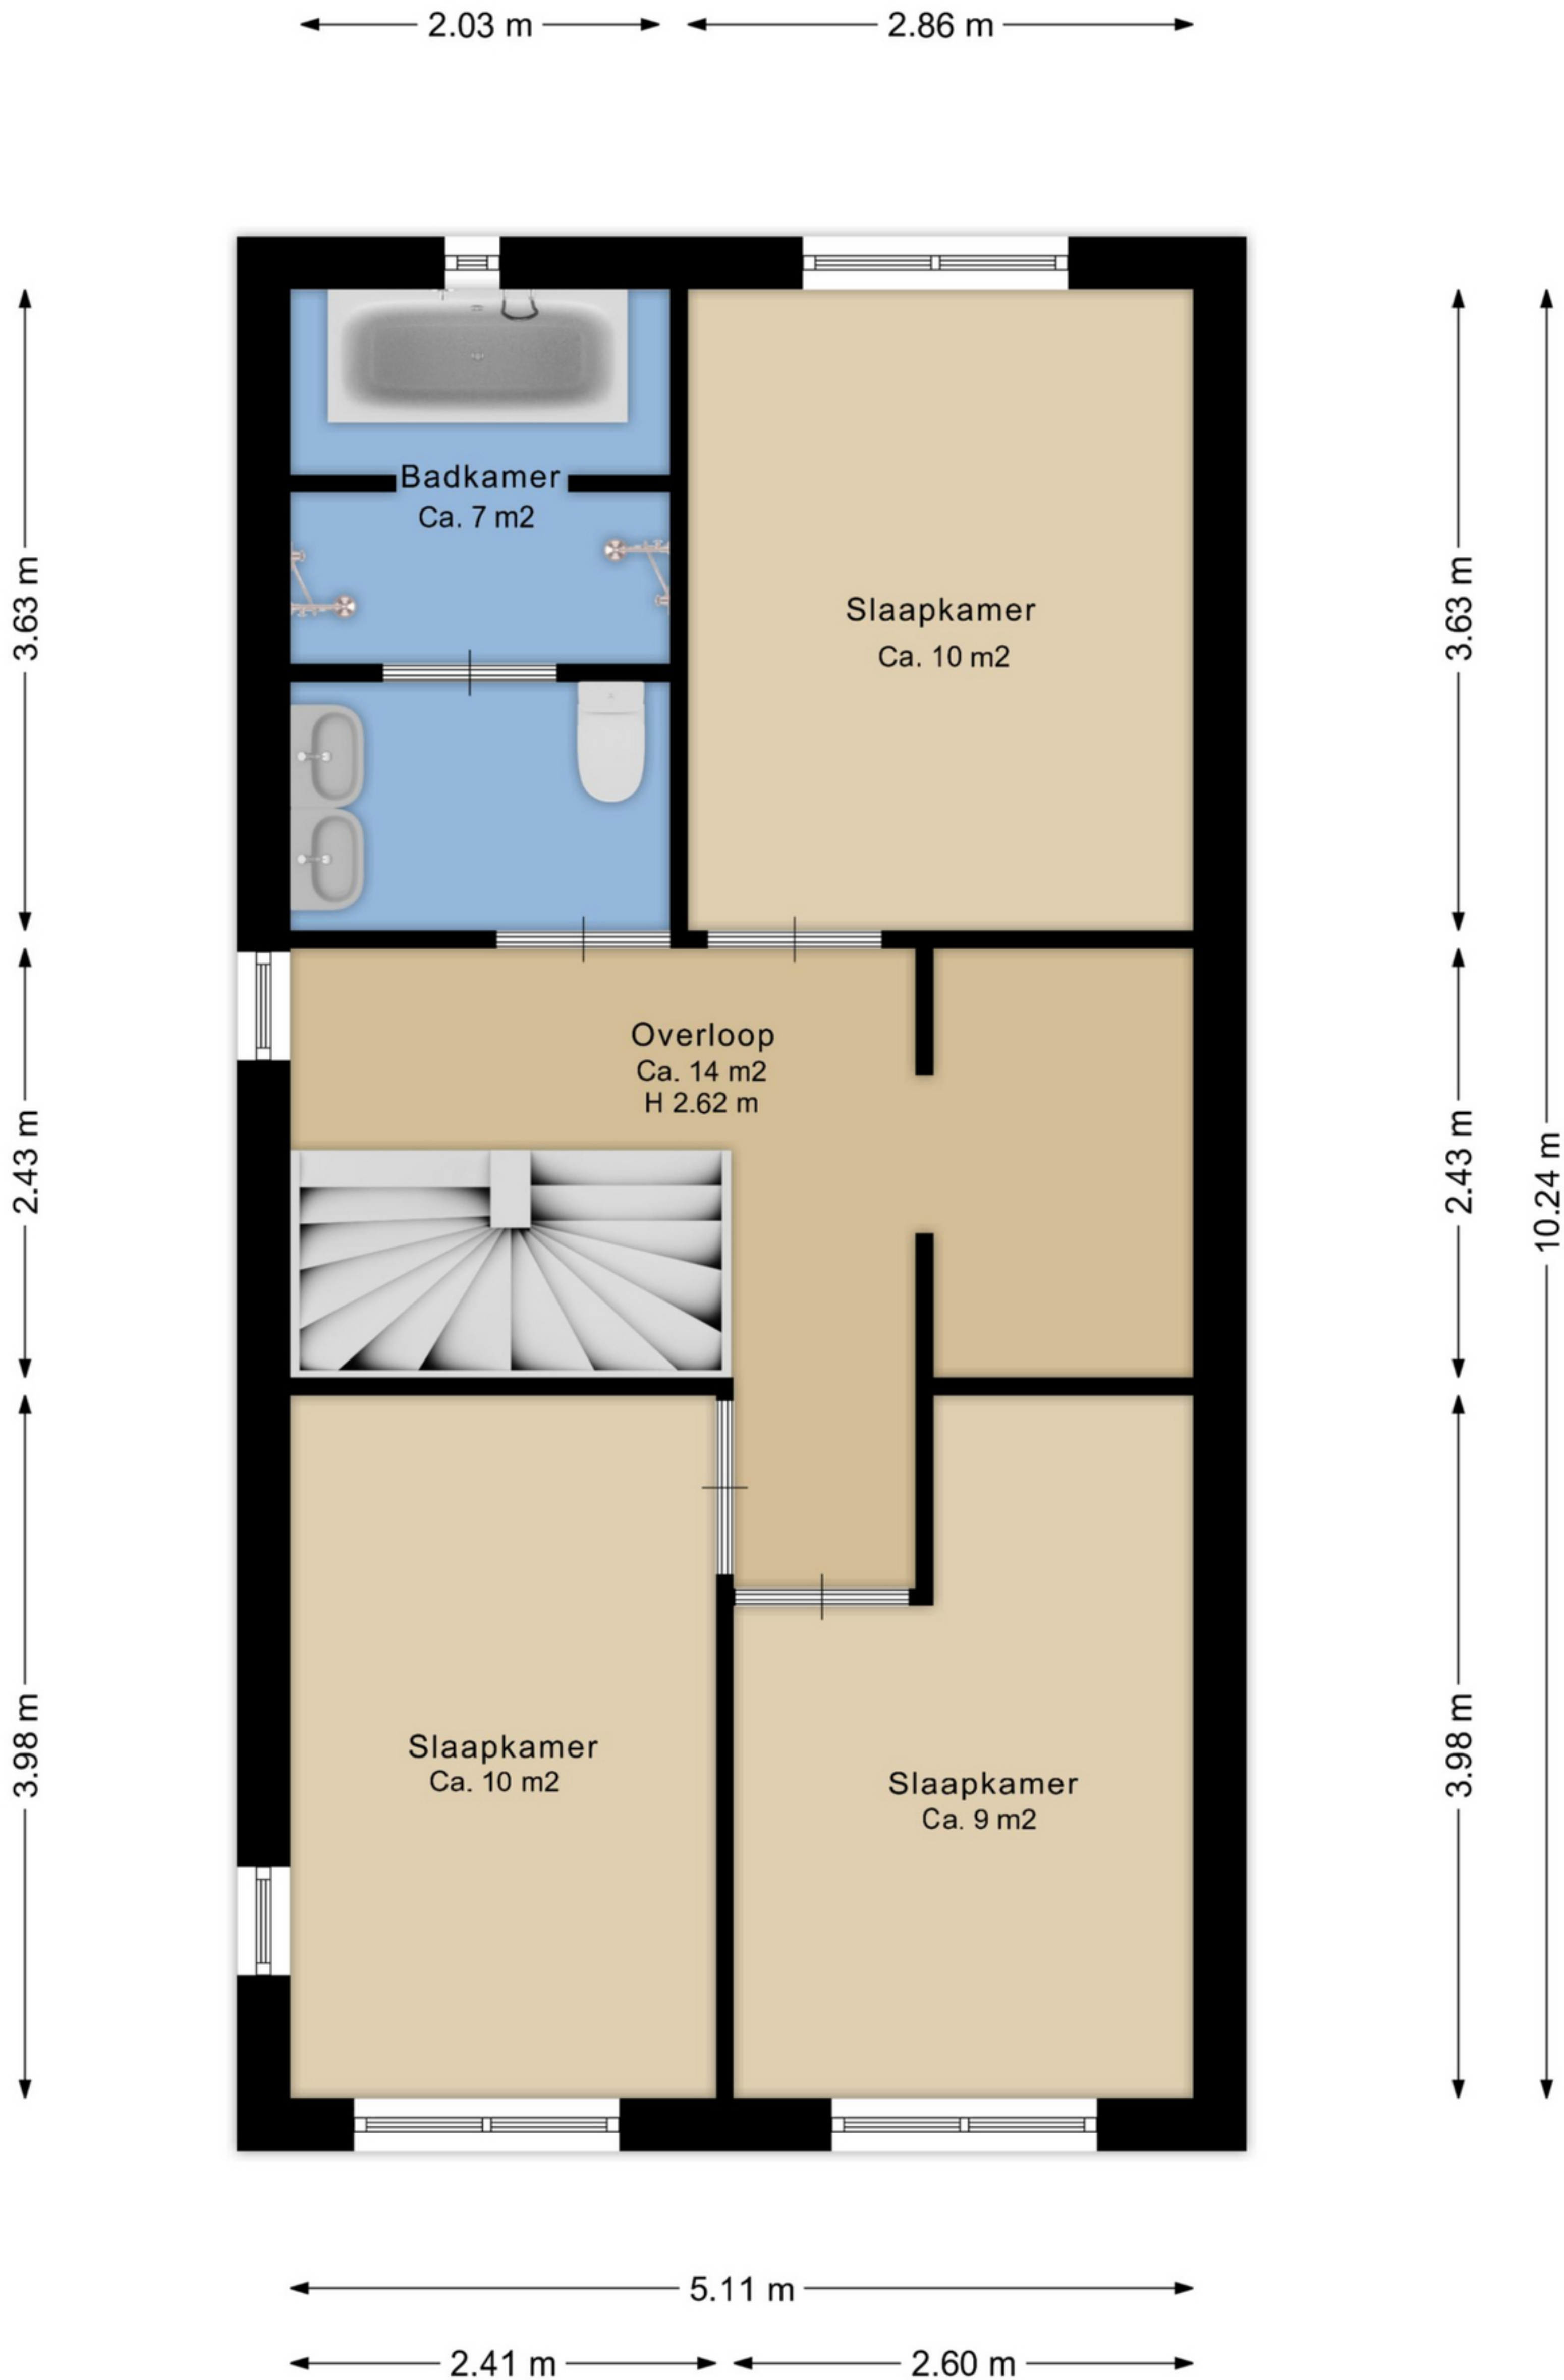 2.03 m
2.86 m
Badkamer
Ca. 7 m2
3.63 m
Slaapkamer
Ca. 10 m2
3.63 m
Overloop
Ca. 14 m2
H 2.62 m
2.43 m
2.43 m
10.24 m
Slaapkamer
Ca. 10 m2
3.98 m
Slaapkamer
Ca. 9 m2
3.98 m
5.11 m
2.41 m
2.60 m